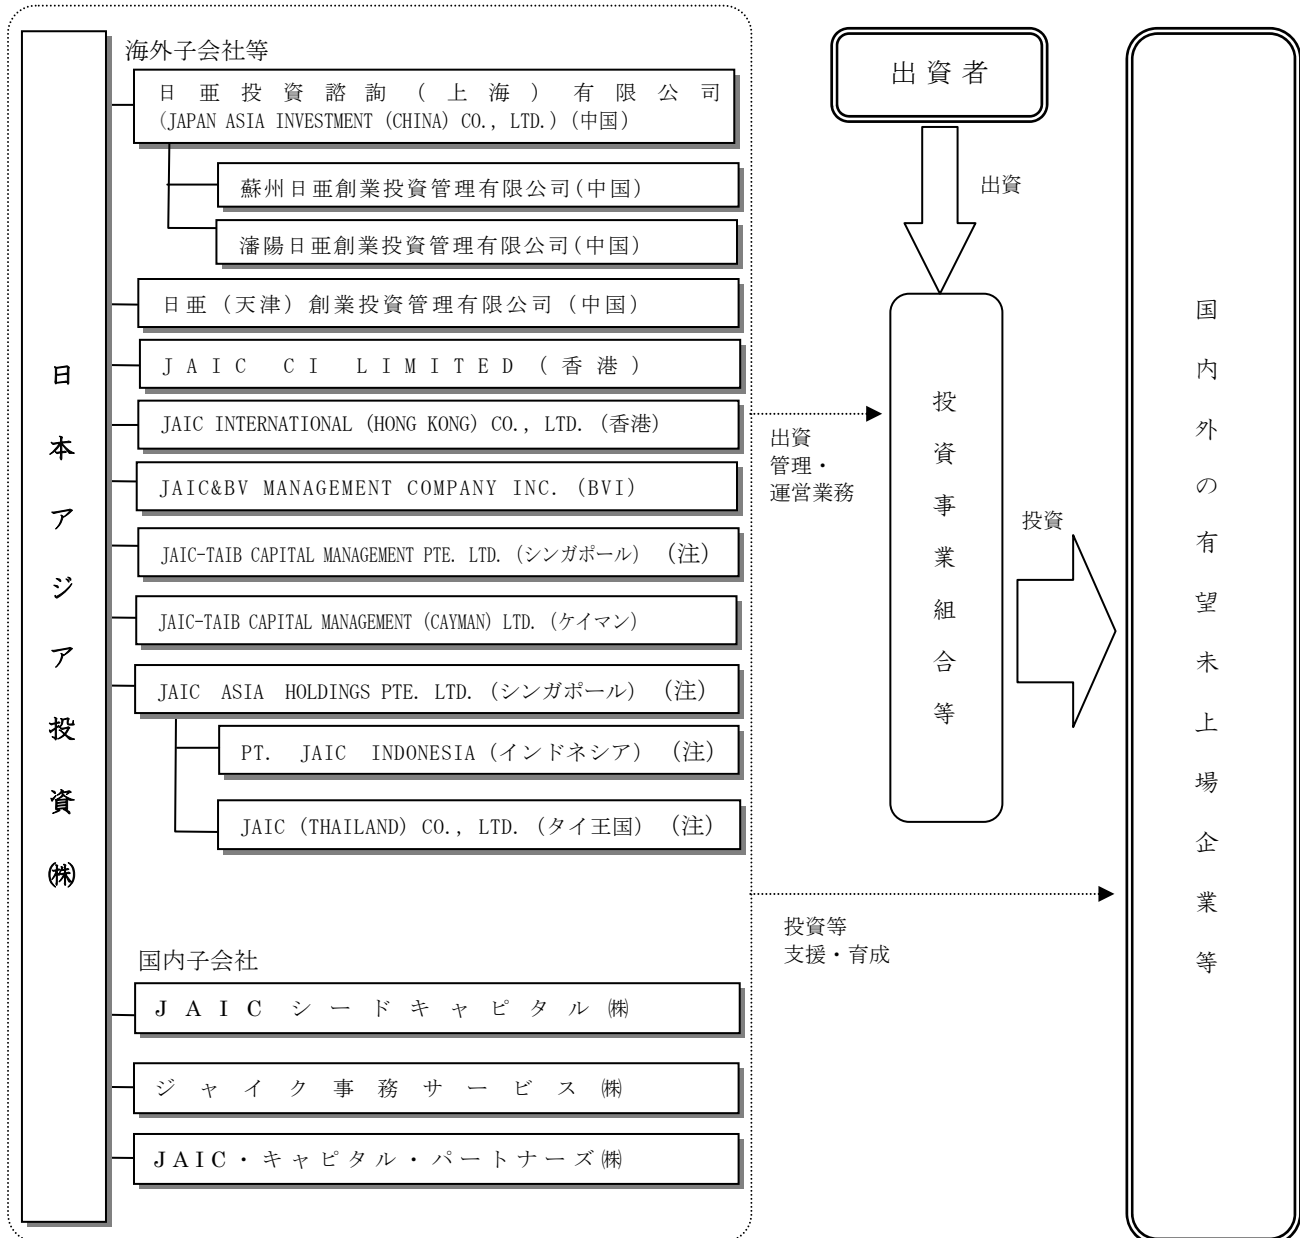 日本アジア投資㈱
海外子会社等
日亜投資諮詢(上海)有限公司
(JAPAN ASIA INVESTMENT (CHINA) CO., LTD.) (中国)
蘇州日亜創業投資管理有限公司(中国)
瀋陽日亜創業投資管理有限公司(中国)
日亜(天津)創業投資管理有限公司(中国)
JAIC CI LIMITED(香港)
JAIC INTERNATIONAL (HONG KONG) CO., LTD. (香港)
JAIC&BV MANAGEMENT COMPANY INC. (BVI)
JAIC-TAIB CAPITAL MANAGEMENT PTE. LTD. (シンガポール) (注)
JAIC-TAIB CAPITAL MANAGEMENT (CAYMAN) LTD. (ケイマン)
JAIC ASIA HOLDINGS PTE. LTD. (シンガポール) (注)
PT. JAIC INDONESIA (インドネシア) (注)
JAIC (THAILAND) CO., LTD. (タイ王国) (注)
国内子会社
JAICシードキャピタル㈱
ジャイク事務サービス㈱
JAIC・キャピタル・パートナーズ㈱
出資
管理・
運営業務
投資等
支援・育成
出資者
出資
投資事業組合等
投資
国内外の有望未上場企業等